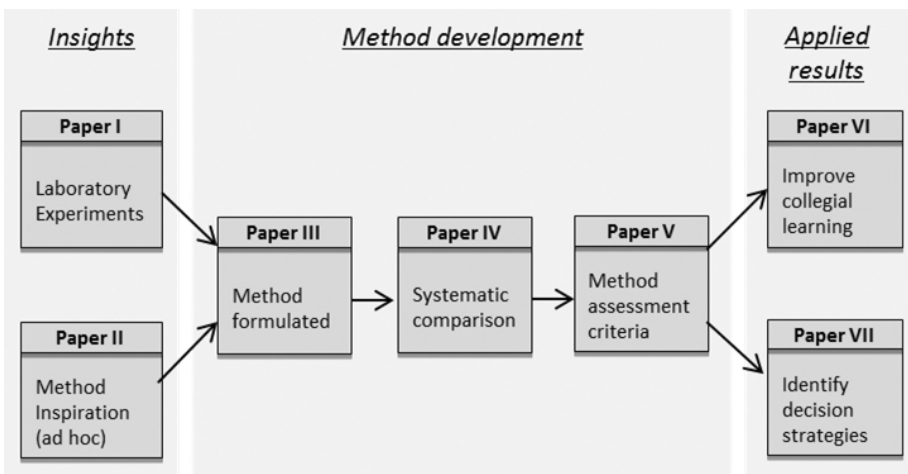 Insights
Paper I
Laboratory
Experiments
Paper II
Method
Inspiration
(ad hoc)
Method development
Paper III
Method
formulated
Paper IV
Systematic
comparison
Paper V
Method
assessment
criteria
Applied
results
Paper VI
Improve
collegial
learning
Paper VII
Identify
decision
strategies